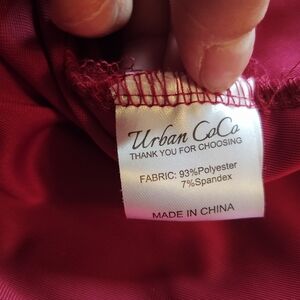 Urban CoCo
THANK YOU FOR CHOOSING
FABRIC: 93%Polyester
7%Spandex
MADE IN CHINA